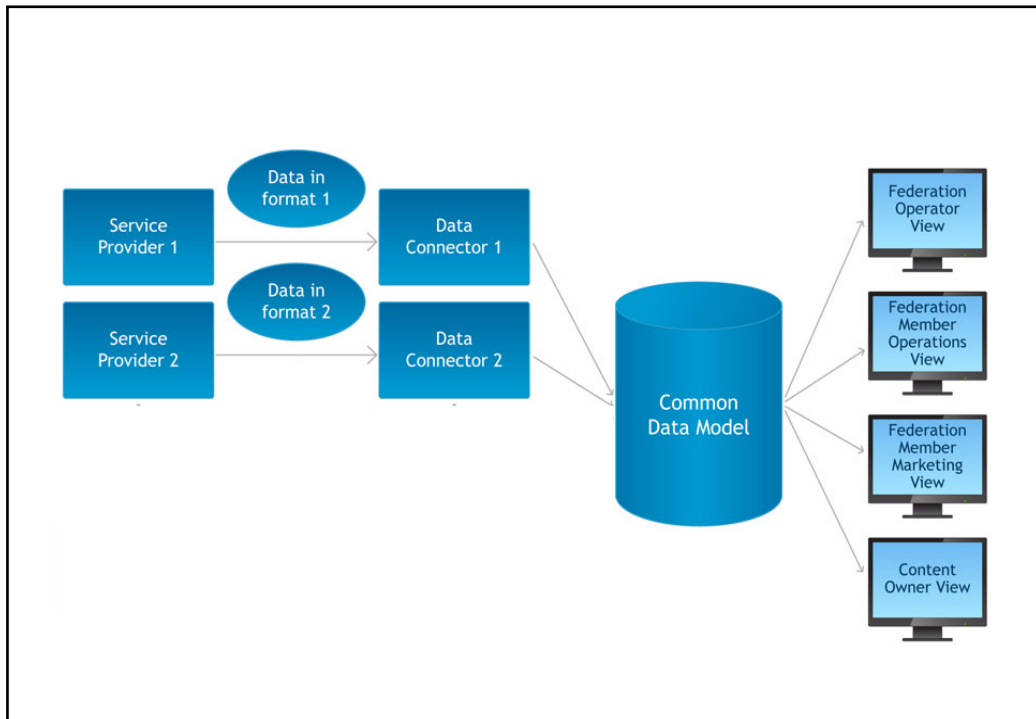 Data in
format 1
Service
Provider 1
Data
Connector 1
Data in
format 2
Service
Provider 2
Data
Connector 2
Common
Data Model
Federation
Operator
View
Federation
Member
Operations
View
Federation
Member
Marketing
View
Content
Owner View